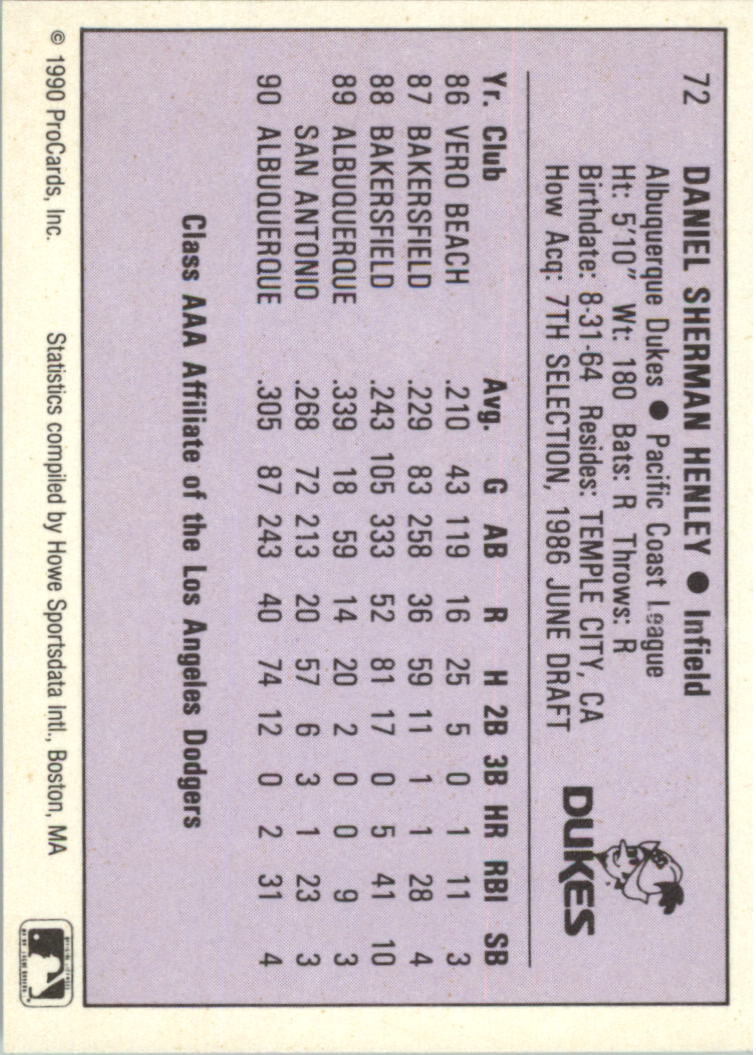 72 DANIEL SHERMAN HENLEY ● Infield
Albuquerque Dukes ● Pacific Coast League
Ht: 5'10" Wt: 180 Bats: R Throws: R
Birthdate: 8-31-64 Resides: TEMPLE CITY, CA
How Acq: 7TH SELECTION, 1986 JUNE DRAFT
DUKES
Yr. Club Avg. G AB R H 2B 3B HR RBI SB
86 VERO BEACH .210 43 119 16 25 5 0 1 11 3
87 BAKERSFIELD .229 83 258 36 59 11 1 1 28 4
88 BAKERSFIELD .243 105 333 52 81 17 0 5 41 10
89 ALBUQUERQUE .339 18 59 14 20 2 0 0 9 3
SAN ANTONIO .268 72 213 20 57 6 3 1 23 3
90 ALBUQUERQUE .305 87 243 40 74 12 0 2 31 4
Class AAA Affiliate of the Los Angeles Dodgers
© 1990 ProCards, Inc. Statistics compiled by Howe Sportsdata Intl., Boston, MA